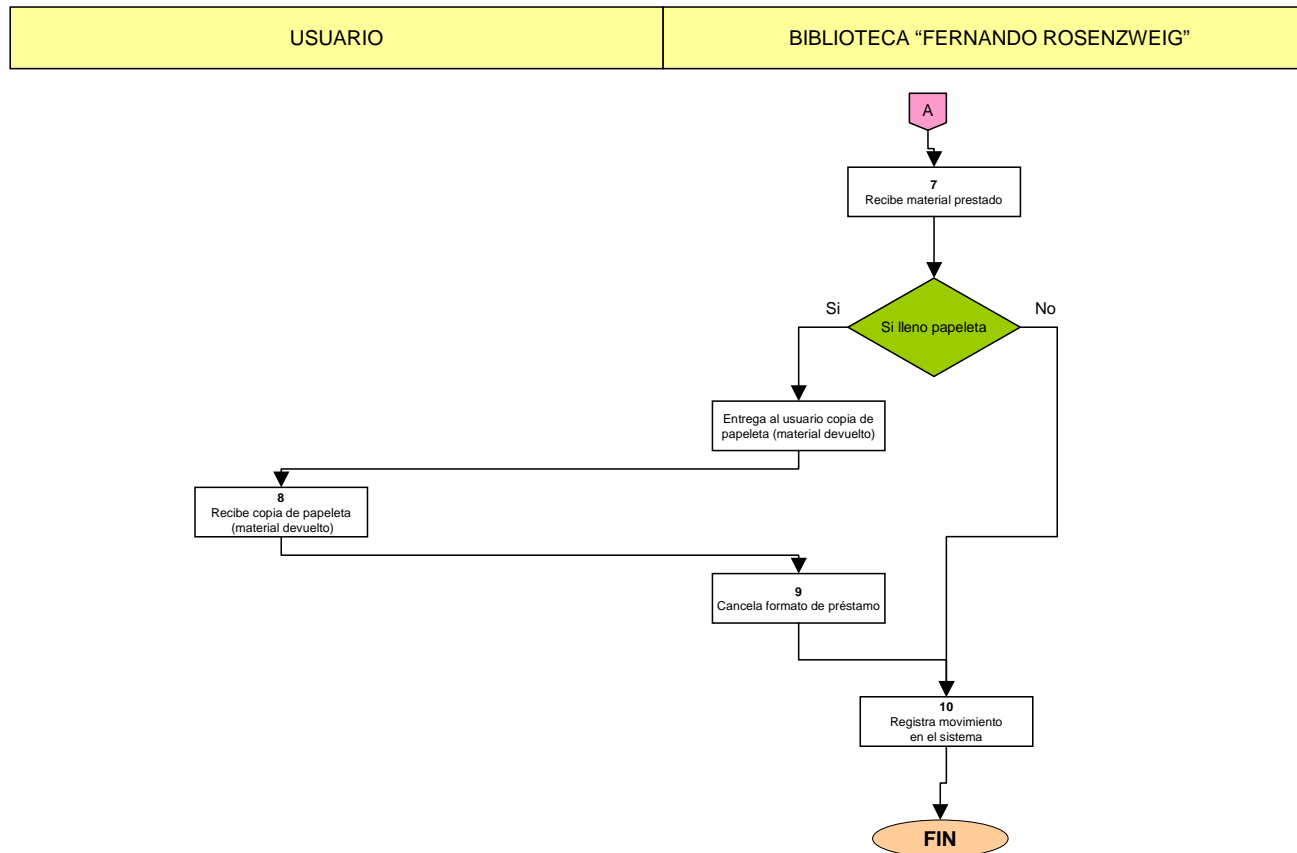 USUARIO
BIBLIOTECA “FERNANDO ROSENZWEIG”
A
7
Recibe material prestado
Si
No
Si lleno papeleta
Entrega al usuario copia de
papeleta (material devuelto)
8
Recibe copia de papeleta
(material devuelto)
9
Cancela formato de préstamo
10
Registra movimiento
en el sistema
FIN